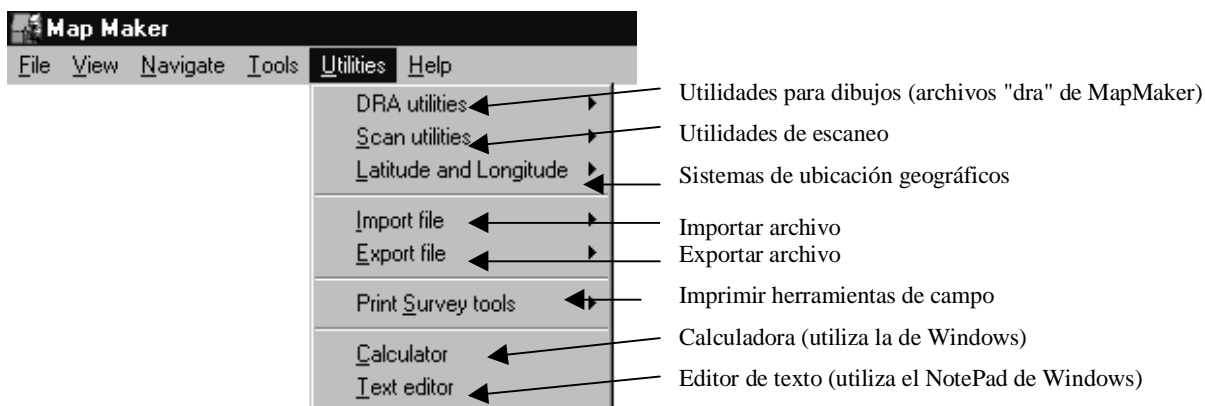 Map Maker
File View Navigate Tools Utilities Help
DRA utilities
Utilidades para dibujos (archivos "dra" de MapMaker)
Scan utilities
Utilidades de escaneo
Latitude and Longitude
Sistemas de ubicación geográficos
Import file
Importar archivo
Export file
Exportar archivo
Print Survey tools
Imprimir herramientas de campo
Calculator
Calculadora (utiliza la de Windows)
Text editor
Editor de texto (utiliza el NotePad de Windows)